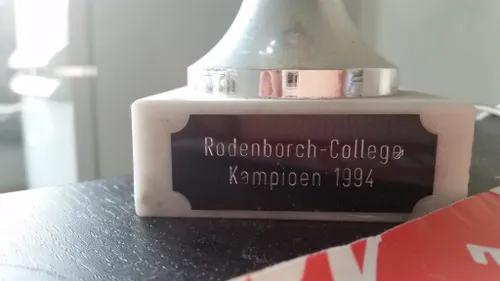 Rodenborch-College
Kampioen 1994